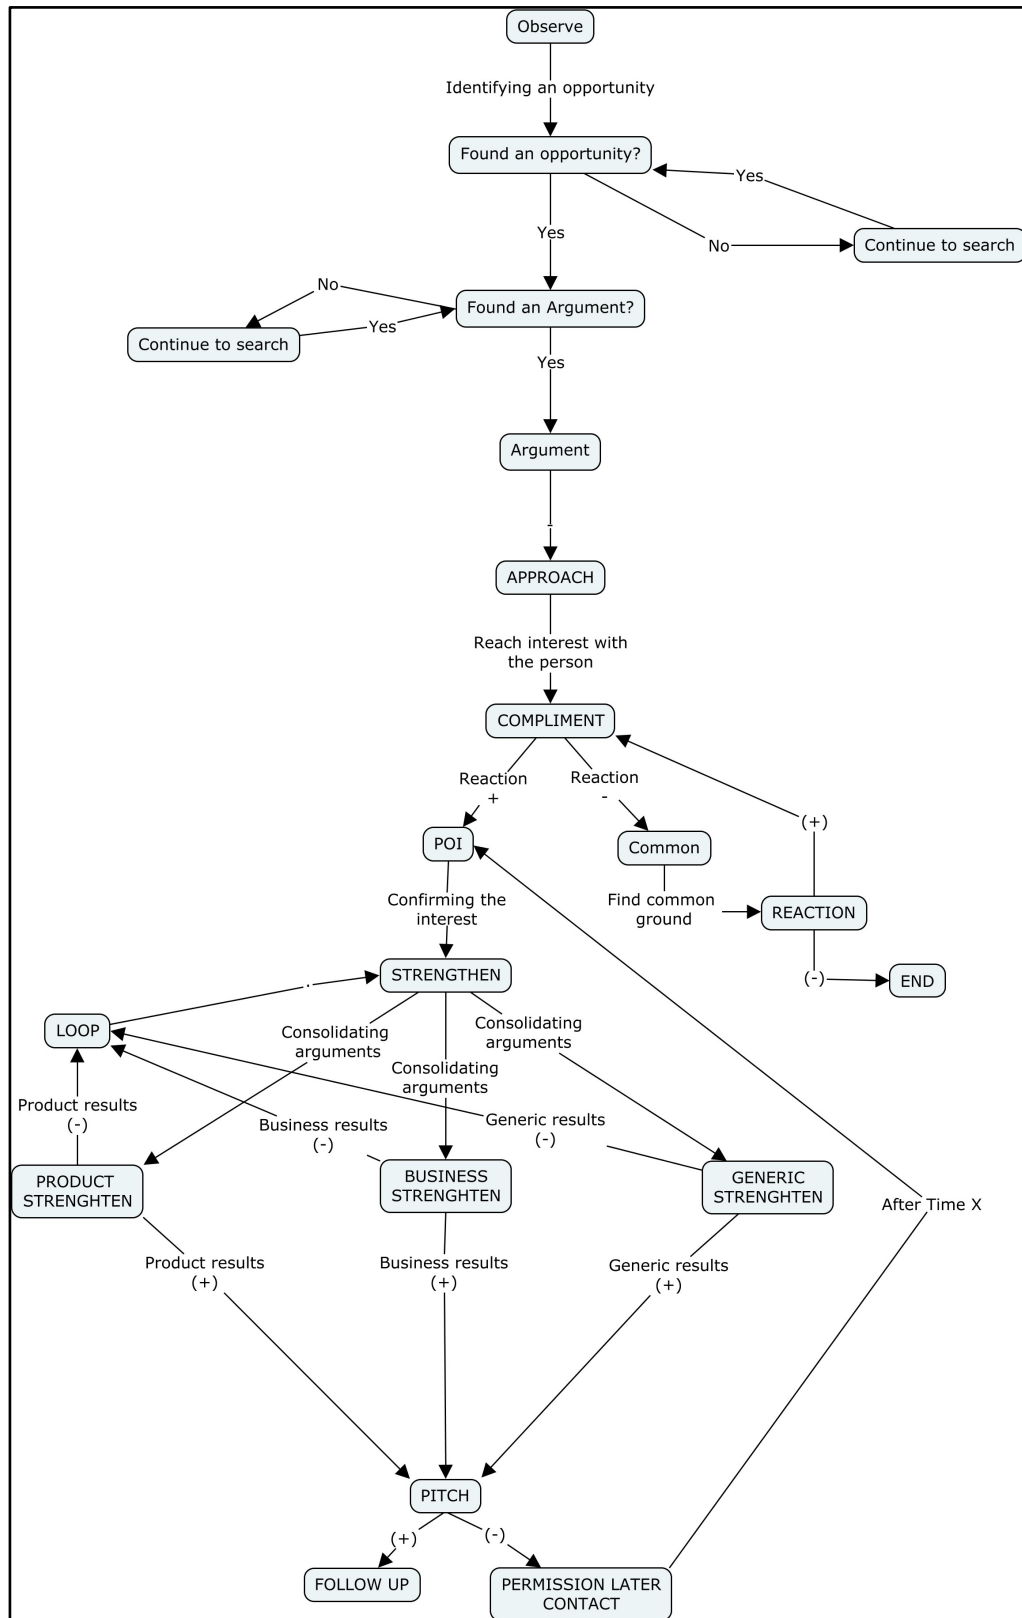 Observe
Identifying an opportunity
Found an opportunity?
Yes
Yes
No
Continue to search
No
Found an Argument?
Yes
Continue to search
Yes
Argument
-
APPROACH
Reach interest with
the person
COMPLIMENT
Reaction
+
Reaction
-
(+)
POI
Common
Confirming the
interest
Find common
ground
REACTION
STRENGTHEN
(-)
END
.
LOOP
Consolidating
arguments
Consolidating
arguments
Consolidating
arguments
Product results
(-)
Business results
(-)
Generic results
(-)
PRODUCT
STRENGHTEN
BUSINESS
STRENGHTEN
GENERIC
STRENGHTEN
After Time X
Product results
(+)
Business results
(+)
Generic results
(+)
PITCH
(+)
(-)
FOLLOW UP
PERMISSION LATER
CONTACT